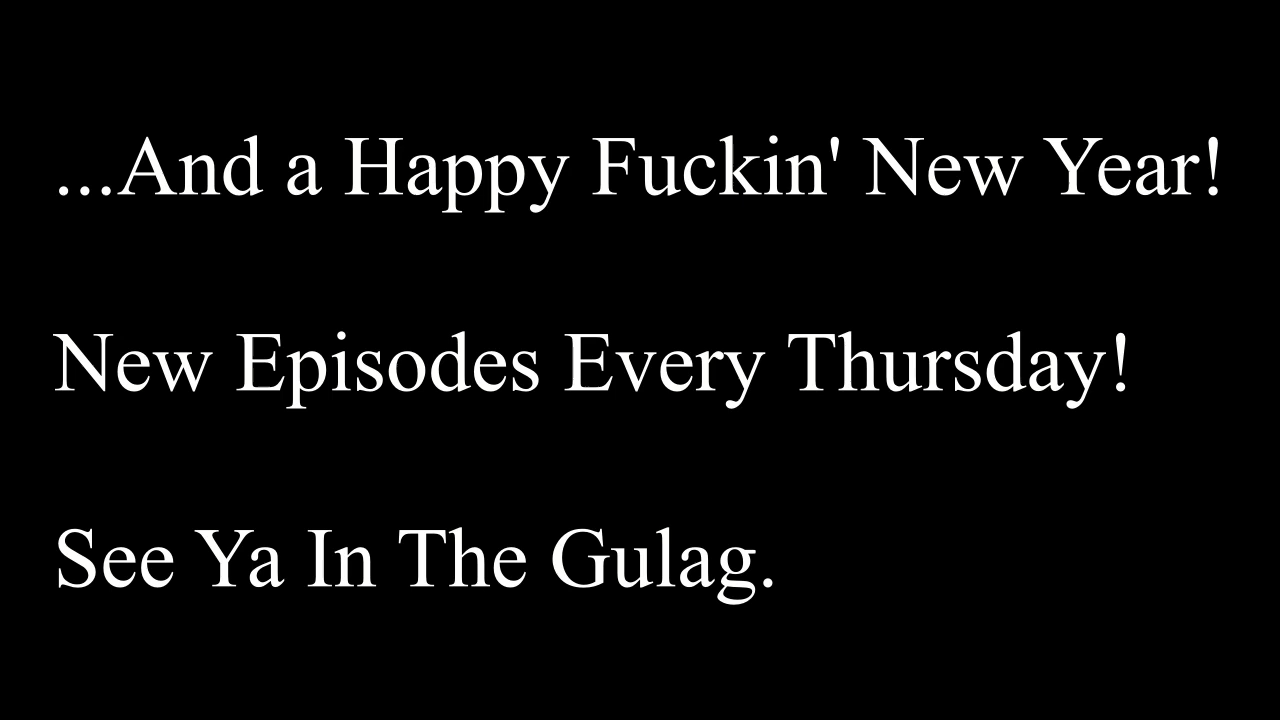 ...And a Happy Fuckin' New Year!
New Episodes Every Thursday!
See Ya In The Gulag.